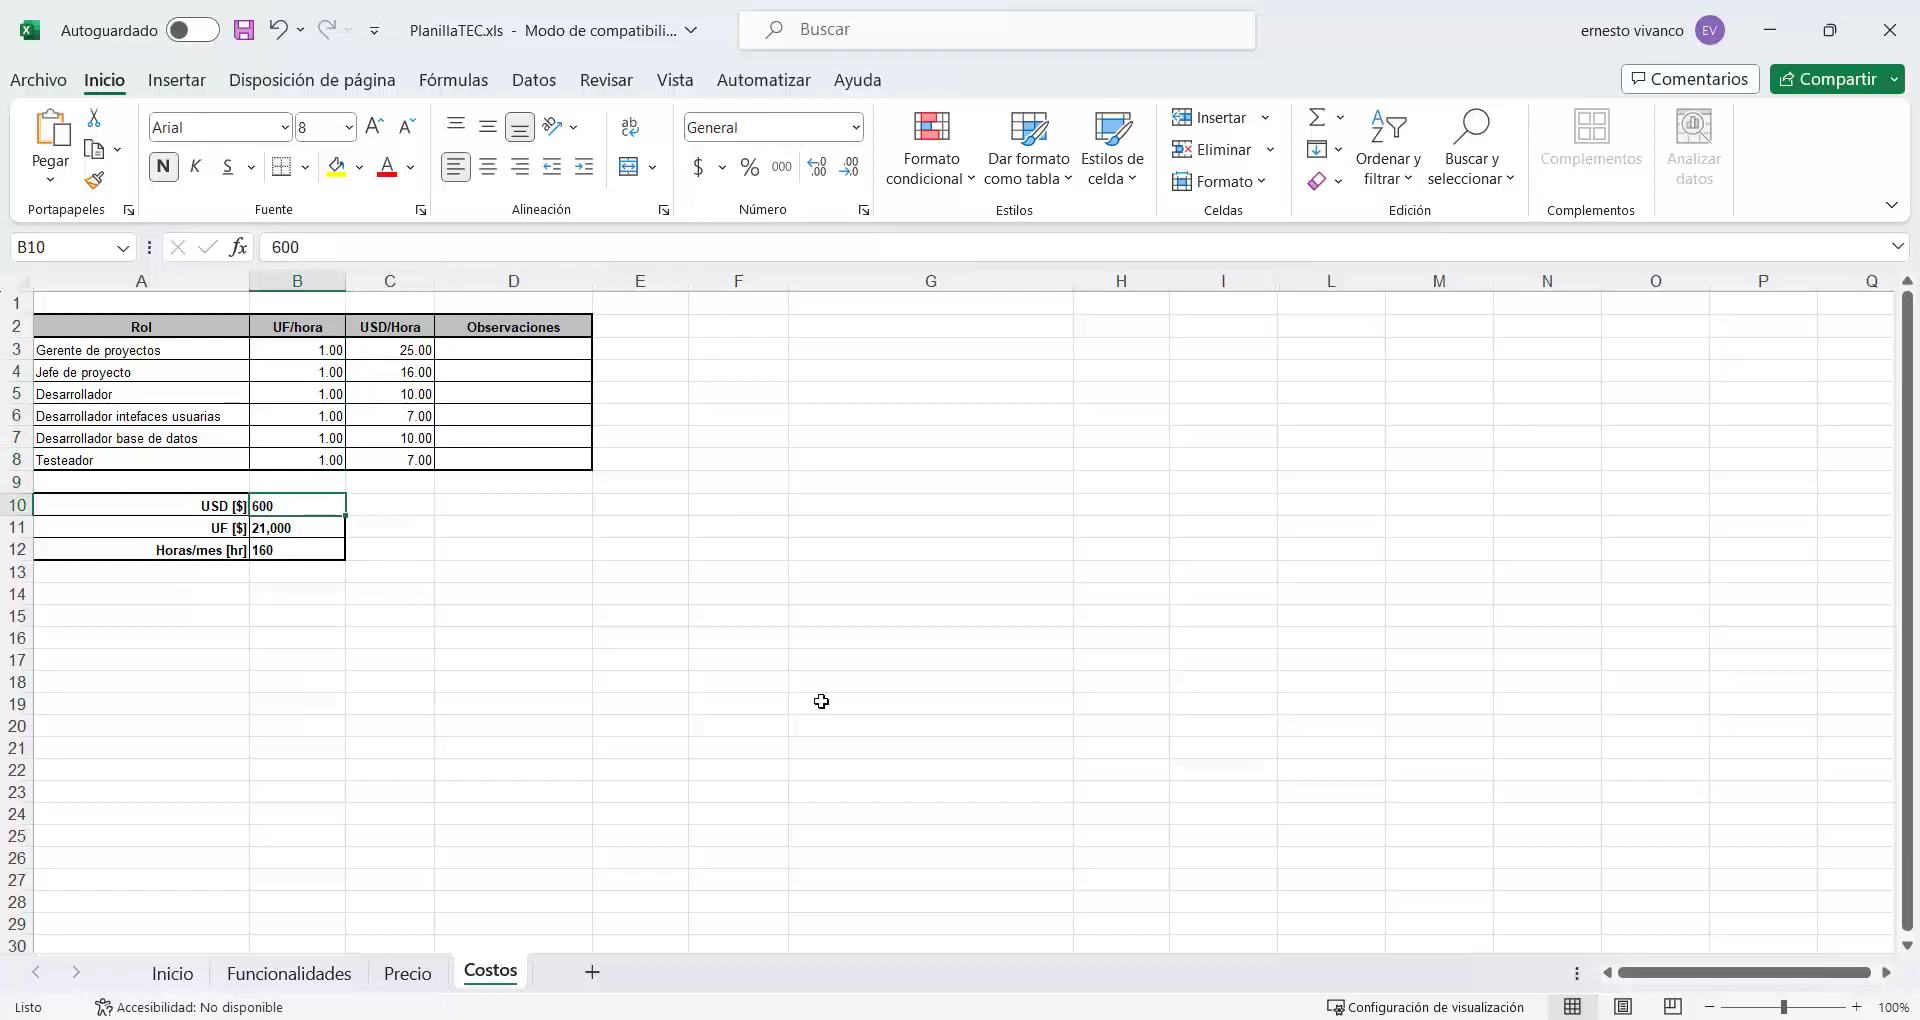 Autoguardado PlanillaTEC.xls - Modo de compatibili... Buscar ernesto vivanco EV
Archivo Inicio Insertar Disposición de página Fórmulas Datos Revisar Vista Automatizar Ayuda Comentarios Compartir
Pegar
Portapapeles
Arial 8
N K S A
Fuente
ab
Alineación
General
$ % 000
Número
Formato condicional
Dar formato como tabla
Estilos de celda
Estilos
Insertar
Eliminar
Formato
Celdas
Ordenar y filtrar
Buscar y seleccionar
Edición
Complementos
Complementos
Analizar datos
B10 fx 600
A B C D E F G H I L M N O P Q
1
2 Rol UF/hora USD/Hora Observaciones
3 Gerente de proyectos 1.00 25.00
4 Jefe de proyecto 1.00 16.00
5 Desarrollador 1.00 10.00
6 Desarrollador intefaces usuarias 1.00 7.00
7 Desarrollador base de datos 1.00 10.00
8 Testeador 1.00 7.00
9
10 USD [$] 600
11 UF [$] 21,000
12 Horas/mes [hr] 160
13
14
15
16
17
18
19
20
21
22
23
24
25
26
27
28
29
30
Inicio Funcionalidades Precio Costos
Listo Accesibilidad: No disponible Configuración de visualización 100%